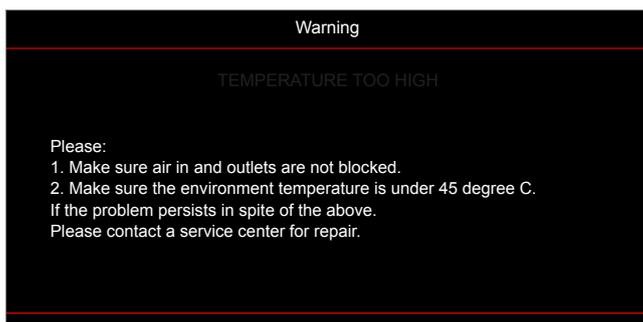 Warning
TEMPERATURE TOO HIGH
Please:
1. Make sure air in and outlets are not blocked.
2. Make sure the environment temperature is under 45 degree C.
If the problem persists in spite of the above.
Please contact a service center for repair.